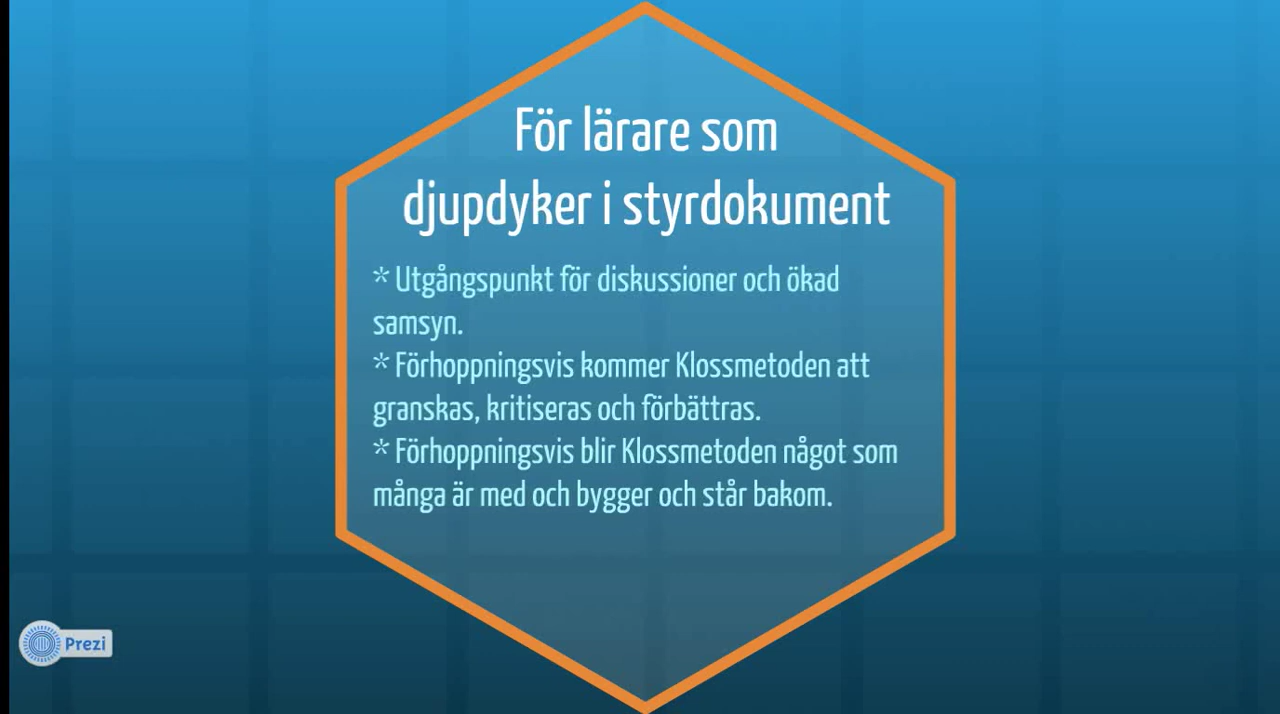 För lärare som
djupdyker i styrdokument
* Utgångspunkt för diskussioner och ökad
samsyn.
* Förhoppningsvis kommer Klossmetoden att
granskas, kritiseras och förbättras.
* Förhoppningsvis blir Klossmetoden något som
många är med och bygger och står bakom.
Prezi